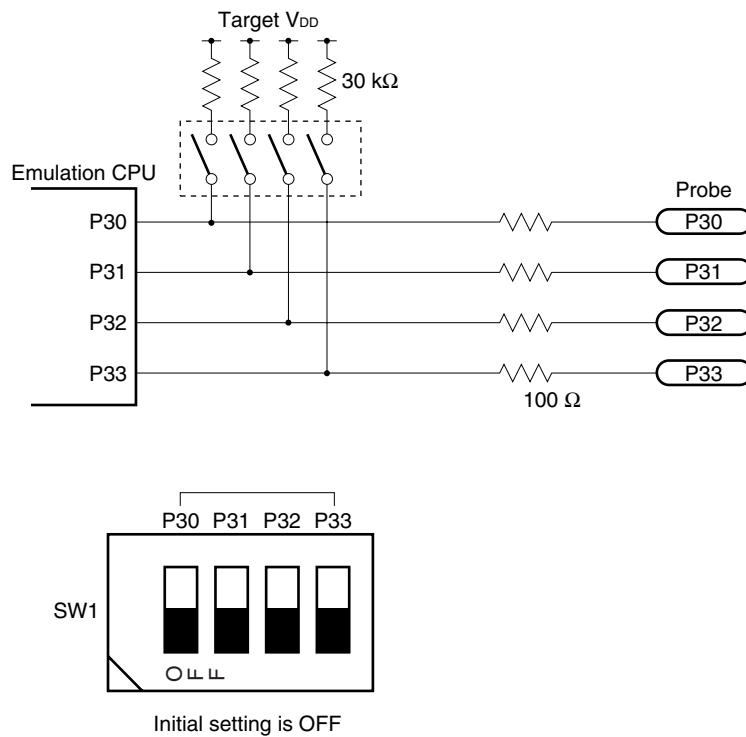 Target VDD
30 kΩ
Emulation CPU
Probe
P30
P30
P31
P31
P32
P32
P33
P33
100 Ω
P30 P31 P32 P33
SW1
OFF
Initial setting is OFF